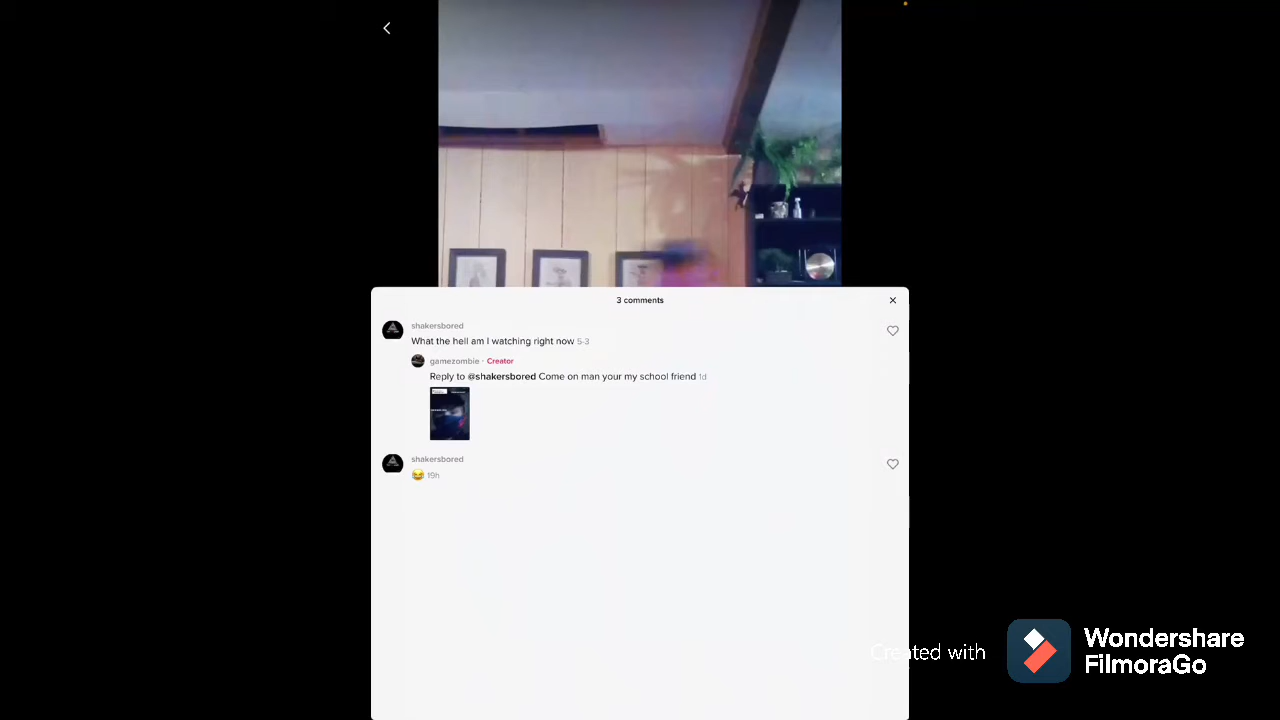 3 comments
shakersbored
What the hell am I watching right now 5-3
gamezombie · Creator
Reply to @shakersbored Come on man your my school friend 1d
shakersbored
😂 19h
Created with
Wondershare
FilmoraGo